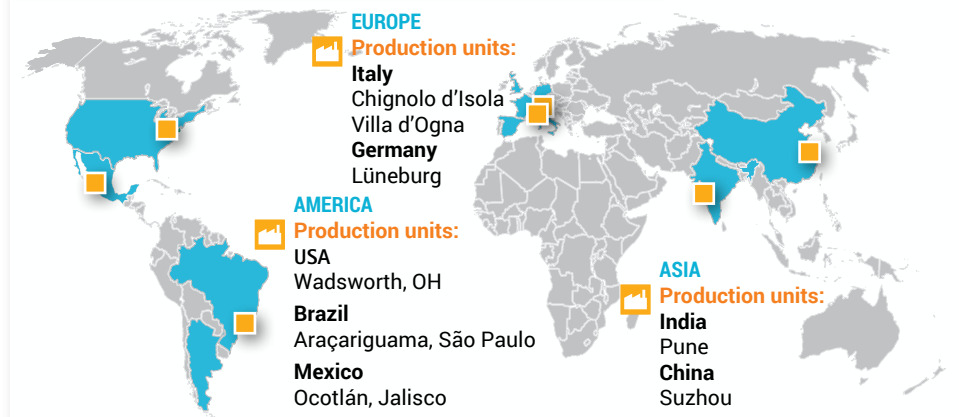 EUROPE
Production units:
Italy
Chignolo d’Isola
Villa d’Ogna
Germany
Lüneburg
AMERICA
Production units:
USA
Wadsworth, OH
Brazil
Araçariguama, São Paulo
Mexico
Ocotlán, Jalisco
ASIA
Production units:
India
Pune
China
Suzhou